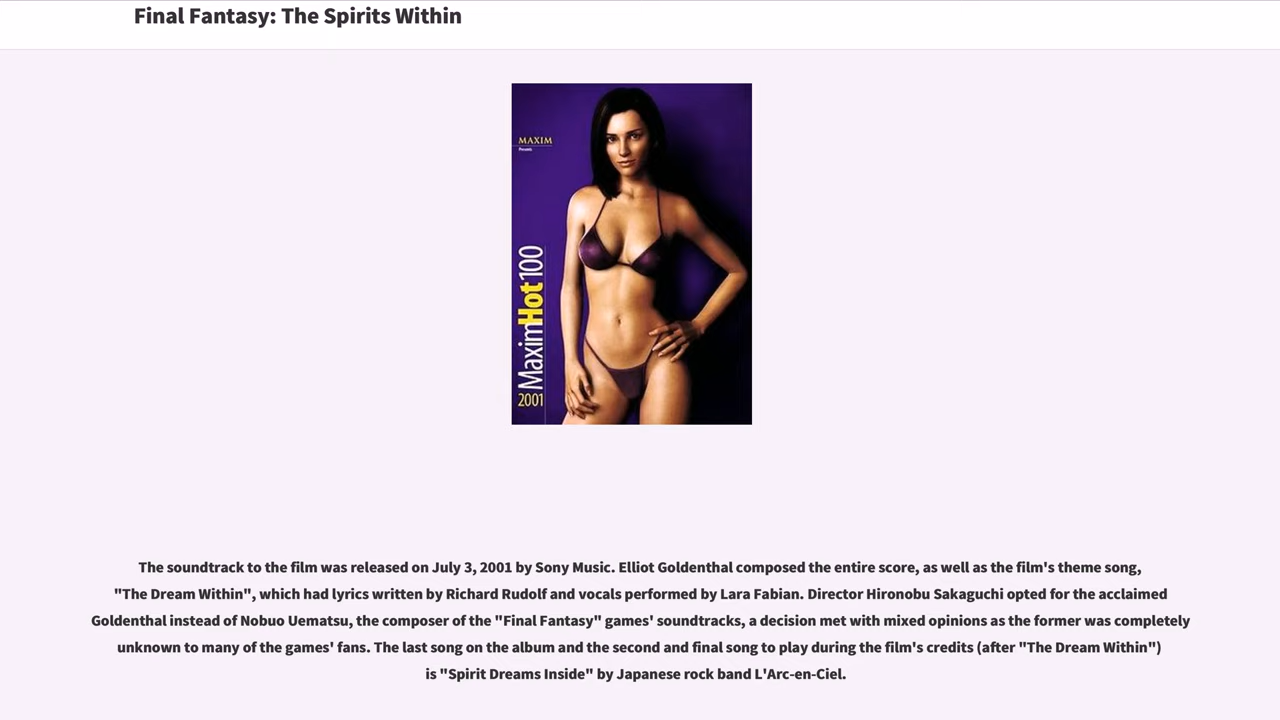 Final Fantasy: The Spirits Within
MAXIM
Presents
2001 MaximHot100
The soundtrack to the film was released on July 3, 2001 by Sony Music. Elliot Goldenthal composed the entire score, as well as the film's theme song,
"The Dream Within", which had lyrics written by Richard Rudolf and vocals performed by Lara Fabian. Director Hironobu Sakaguchi opted for the acclaimed
Goldenthal instead of Nobuo Uematsu, the composer of the "Final Fantasy" games' soundtracks, a decision met with mixed opinions as the former was completely
unknown to many of the games' fans. The last song on the album and the second and final song to play during the film's credits (after "The Dream Within")
is "Spirit Dreams Inside" by Japanese rock band L'Arc-en-Ciel.